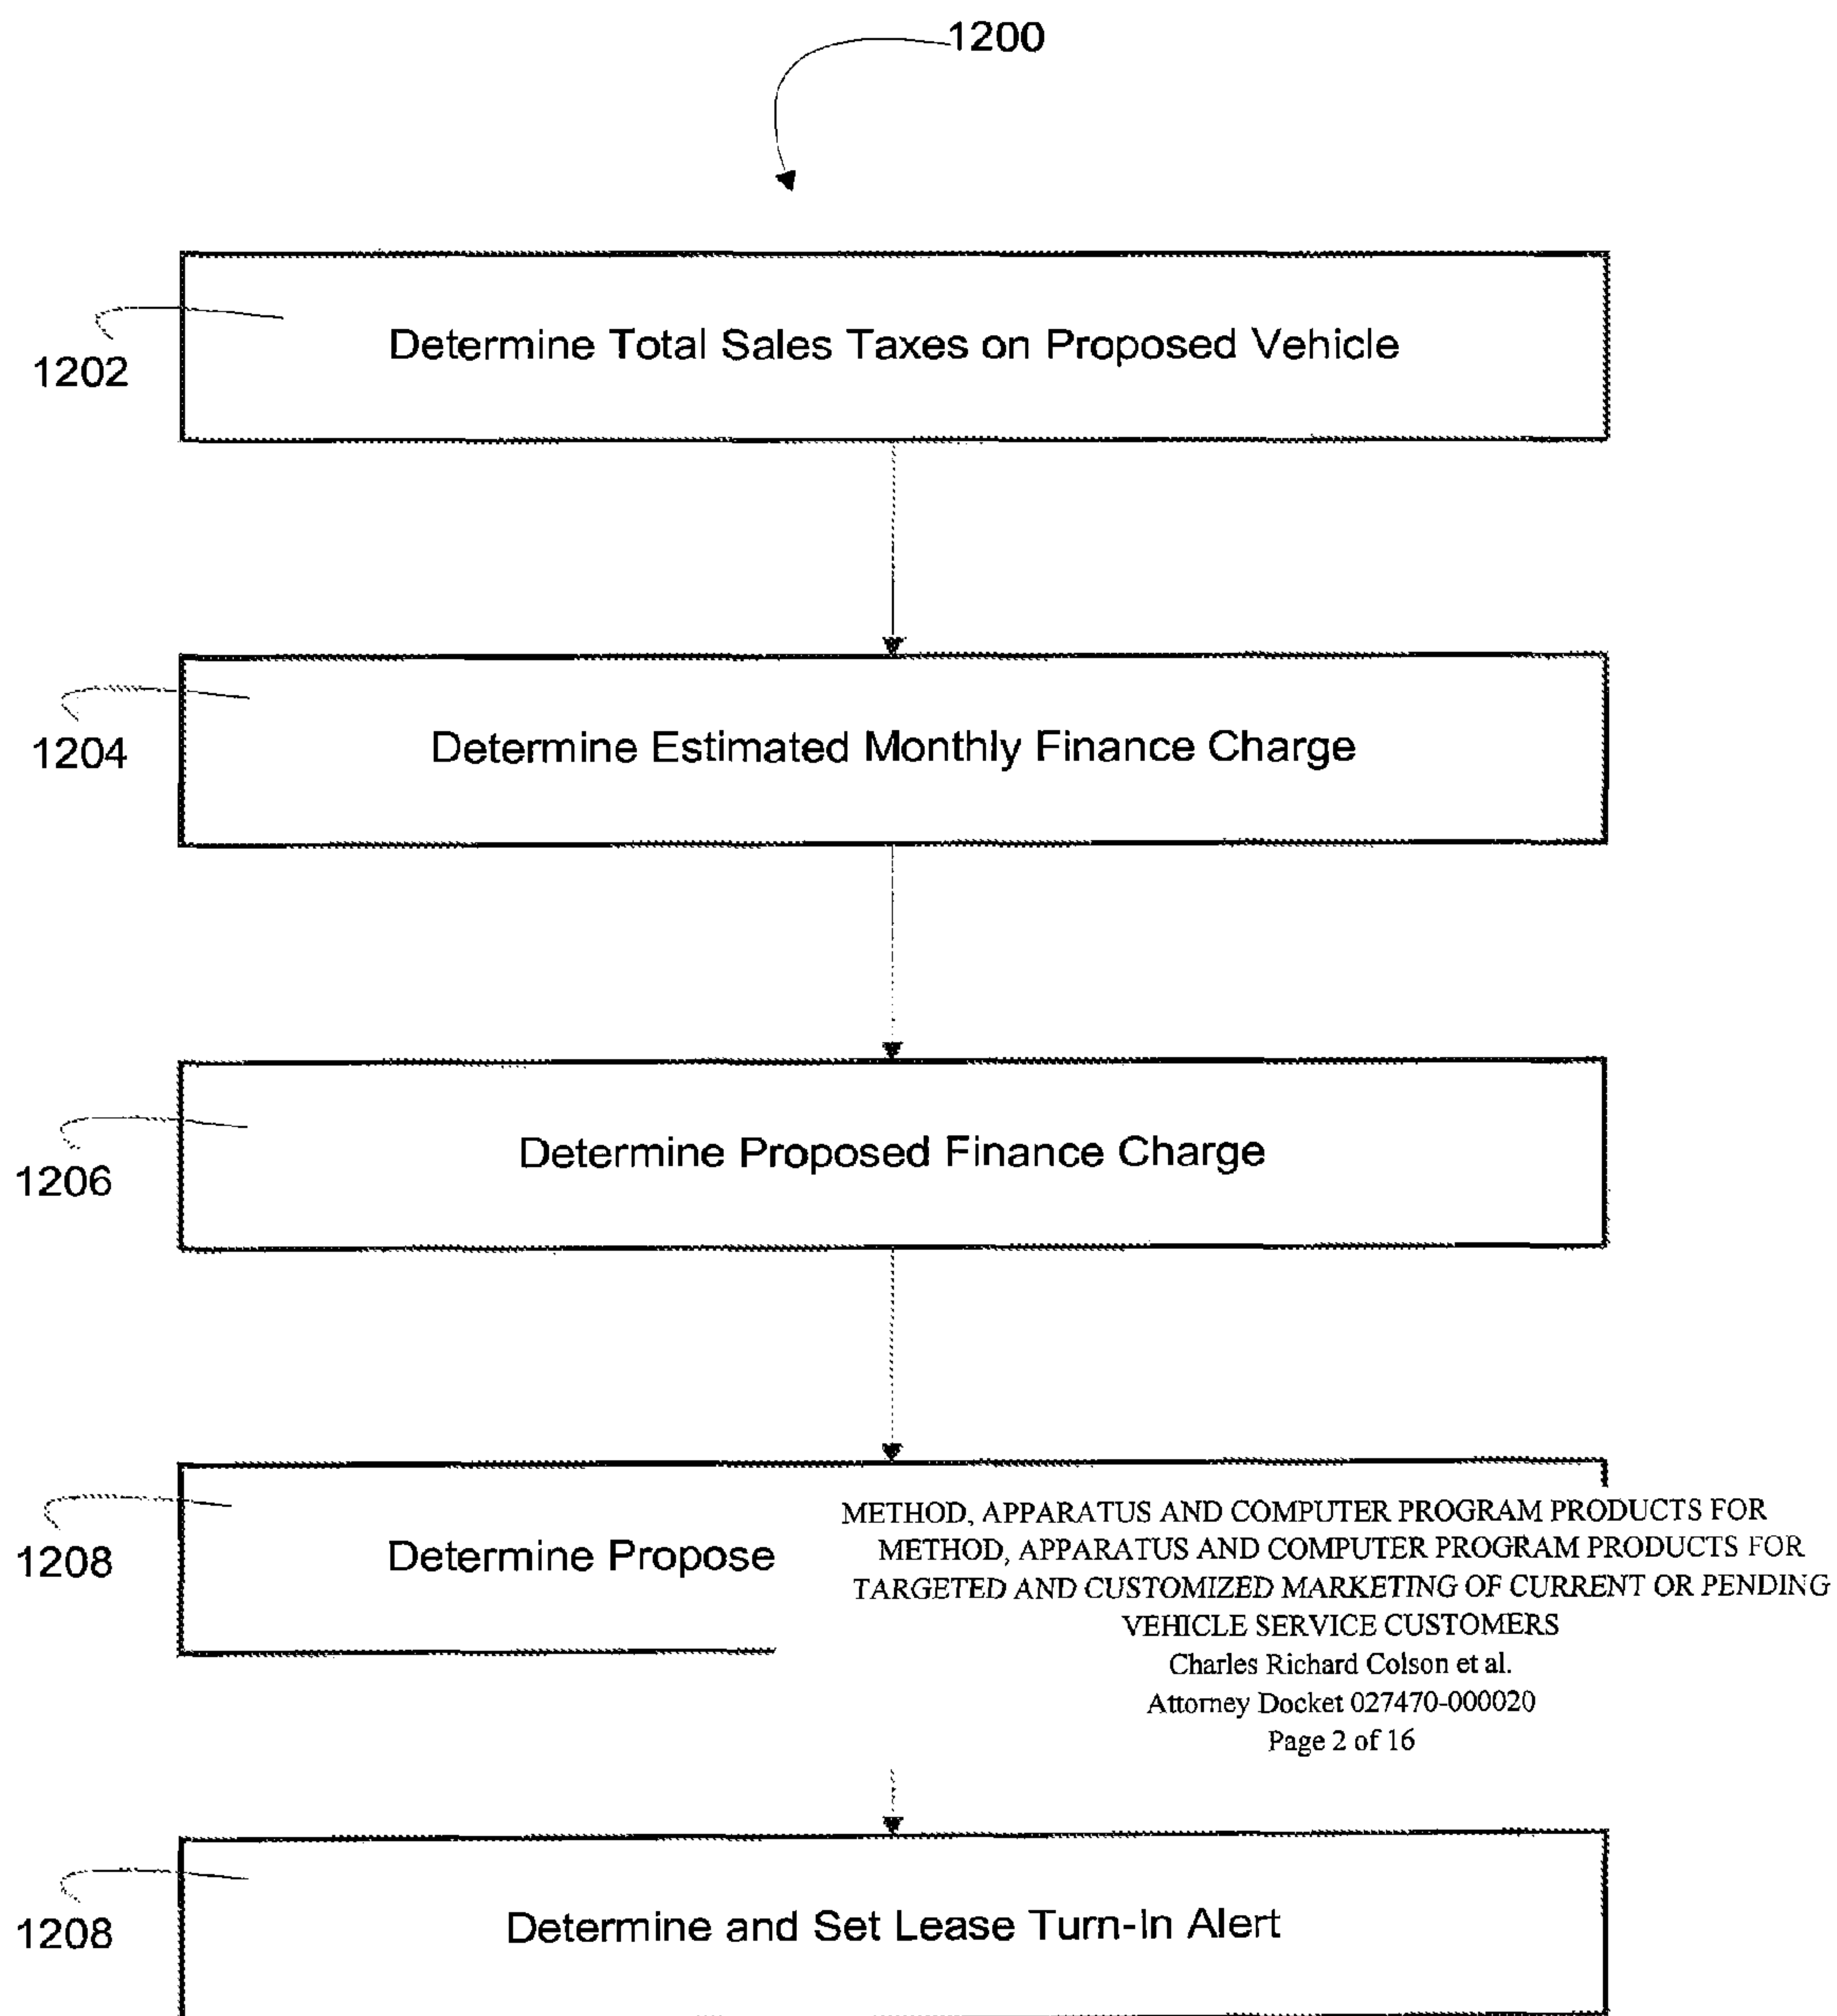 1200
Determine Total Sales Taxes on Proposed Vehicle
1202
Determine Estimated Monthly Finance Charge
1204
Determine Proposed Finance Charge
1206
METHOD, APPARATUS AND COMPUTER PROGRAM PRODUCTS FOR
METHOD, APPARATUS AND COMPUTER PROGRAM PRODUCTS FOR
Determine Propose
1208
TARGETED AND CUSTOMIZED MARKETING OF CURRENT OR PENDING
VEHICLE SERVICE CUSTOMERS
Charles Richard Colson et al.
Attorney Docket 027470-000020
Page 2 of 16
Determine and Set Lease Turn-In Alert
1208